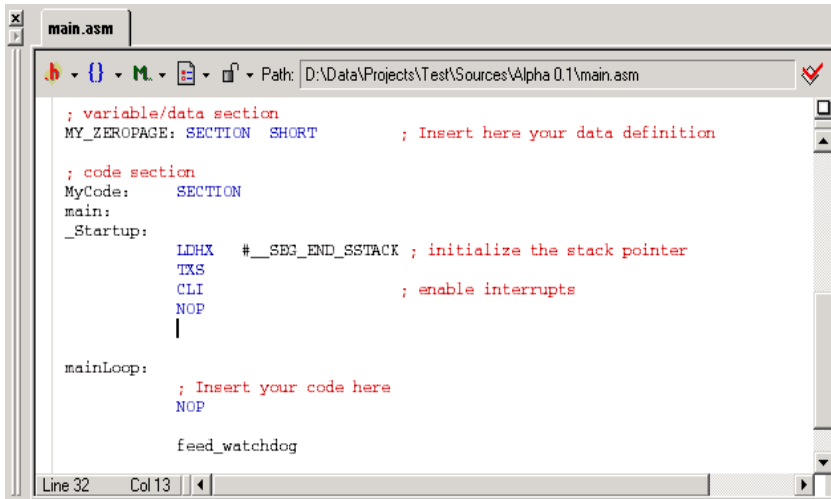 main.asm
.h {} M. Path: D:\Data\Projects\Test\Sources\Alpha 0.1\main.asm
; variable/data section
MY_ZEROPAGE: SECTION  SHORT         ; Insert here your data definition
; code section
MyCode:     SECTION
main:
_Startup:
            LDHX   #__SEG_END_SSTACK ; initialize the stack pointer
            TXS
            CLI                     ; enable interrupts
            NOP
mainLoop:
            ; Insert your code here
            NOP
            feed_watchdog
Line 32 Col 13